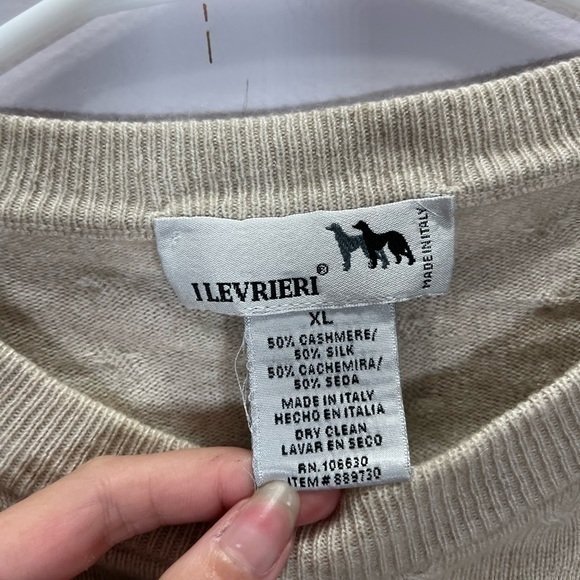 I LEVRIERI®
MADE IN ITALY
XL
50% CASHMERE/
50% SILK
50% CACHEMIRA/
50% SEDA
MADE IN ITALY
HECHO EN ITALIA
DRY CLEAN
LAVAR EN SECO
RN. 106630
ITEM # 889730